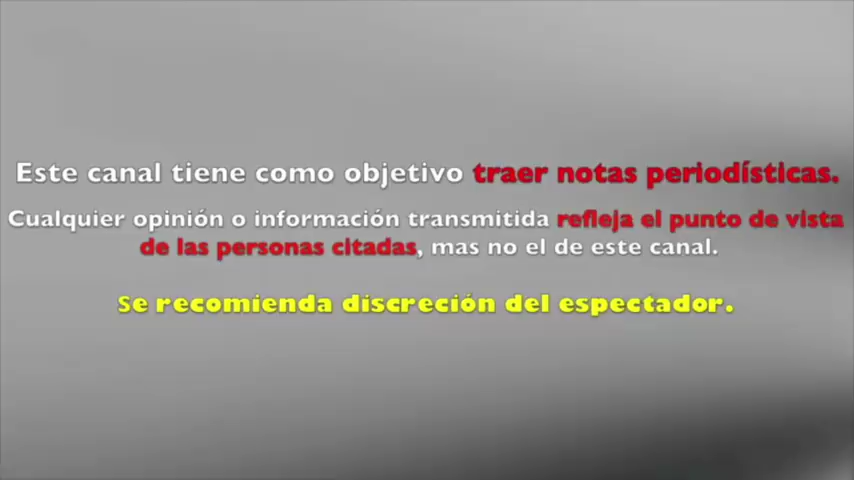 Este canal tiene como objetivo traer notas periodísticas.
Cualquier opinión o información transmitida refleja el punto de vista
de las personas citadas, mas no el de este canal.
Se recomienda discreción del espectador.